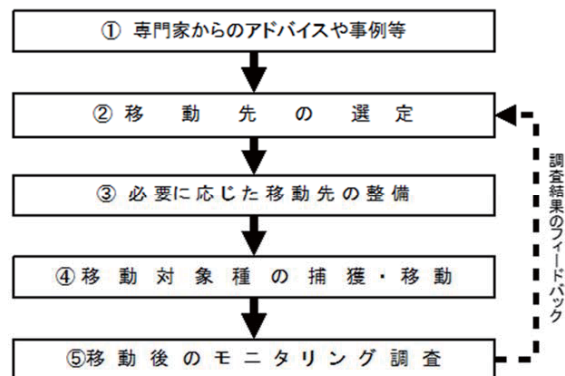 ① 専門家からのアドバイスや事例等
② 移動先の選定
③ 必要に応じた移動先の整備
④ 移動対象種の捕獲・移動
⑤移動後のモニタリング調査
調査結果のフィードバック